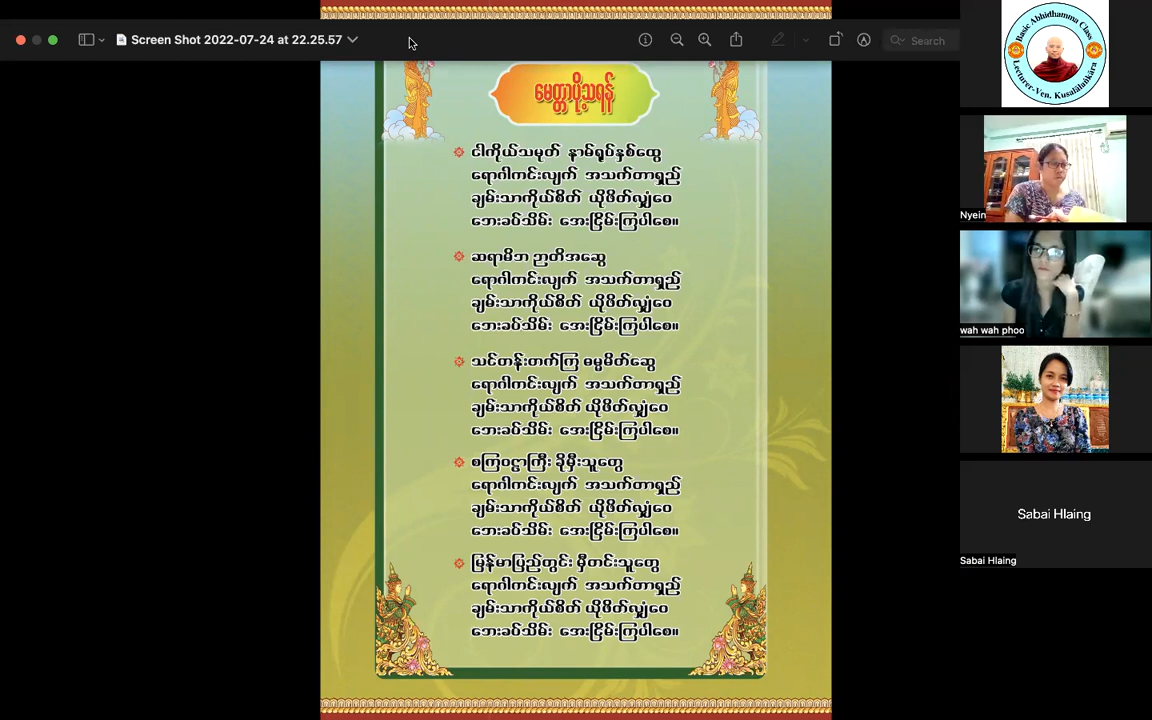 Screen Shot 2022-07-24 at 22.25.57
Search
မေတ္တာပို့သရန်
ငါကိုယ်သမုတ် နာမ်ရုပ်နှစ်ထွေ
ရောဂါကင်းလျက် အသက်တာရှည်
ချမ်းသာကိုယ်စိတ် ယိုဖိတ်လျှံဝေ
ဘေးခပ်သိမ်း အေးငြိမ်းကြပါစေ။
ဆရာမိဘ ဉာတိအဆွေ
ရောဂါကင်းလျက် အသက်တာရှည်
ချမ်းသာကိုယ်စိတ် ယိုဖိတ်လျှံဝေ
ဘေးခပ်သိမ်း အေးငြိမ်းကြပါစေ။
သင်တန်းတက်ကြ ဓမ္မမိတ်ဆွေ
ရောဂါကင်းလျက် အသက်တာရှည်
ချမ်းသာကိုယ်စိတ် ယိုဖိတ်လျှံဝေ
ဘေးခပ်သိမ်း အေးငြိမ်းကြပါစေ။
စကြဝဠာကြီး ခိုမှီးသူတွေ
ရောဂါကင်းလျက် အသက်တာရှည်
ချမ်းသာကိုယ်စိတ် ယိုဖိတ်လျှံဝေ
ဘေးခပ်သိမ်း အေးငြိမ်းကြပါစေ။
မြန်မာပြည်တွင်း မှီတင်းသူတွေ
ရောဂါကင်းလျက် အသက်တာရှည်
ချမ်းသာကိုယ်စိတ် ယိုဖိတ်လျှံဝေ
ဘေးခပ်သိမ်း အေးငြိမ်းကြပါစေ။
Basic Abhidhamma Class
Lecturer-Ven. Kusalālaṅkāra
Nyein
wah wah phoo
Sabai Hlaing
Sabai Hlaing